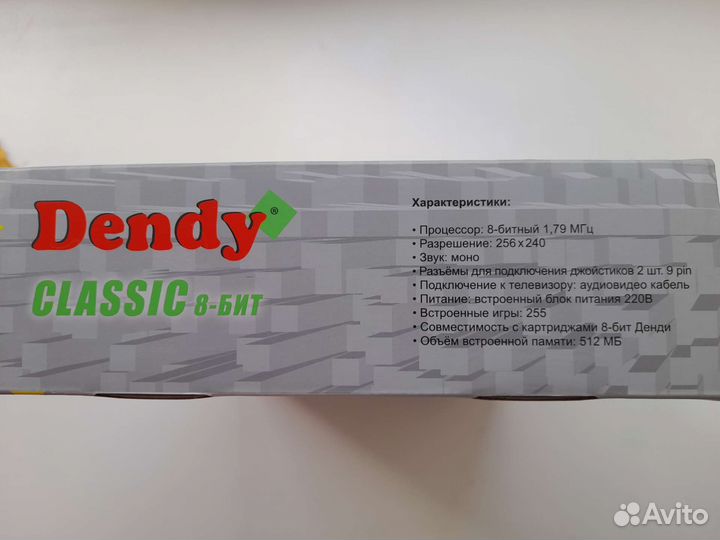 Dendy®
CLASSIC 8-БИТ
Характеристики:
• Процессор: 8-битный 1,79 МГц
• Разрешение: 256 x 240
• Звук: моно
• Разъёмы для подключения джойстиков 2 шт. 9 pin
• Подключение к телевизору: аудиовидео кабель
• Питание: встроенный блок питания 220В
• Встроенные игры: 255
• Совместимость с картриджами 8-бит Денди
• Объём встроенной памяти: 512 МБ
Avito